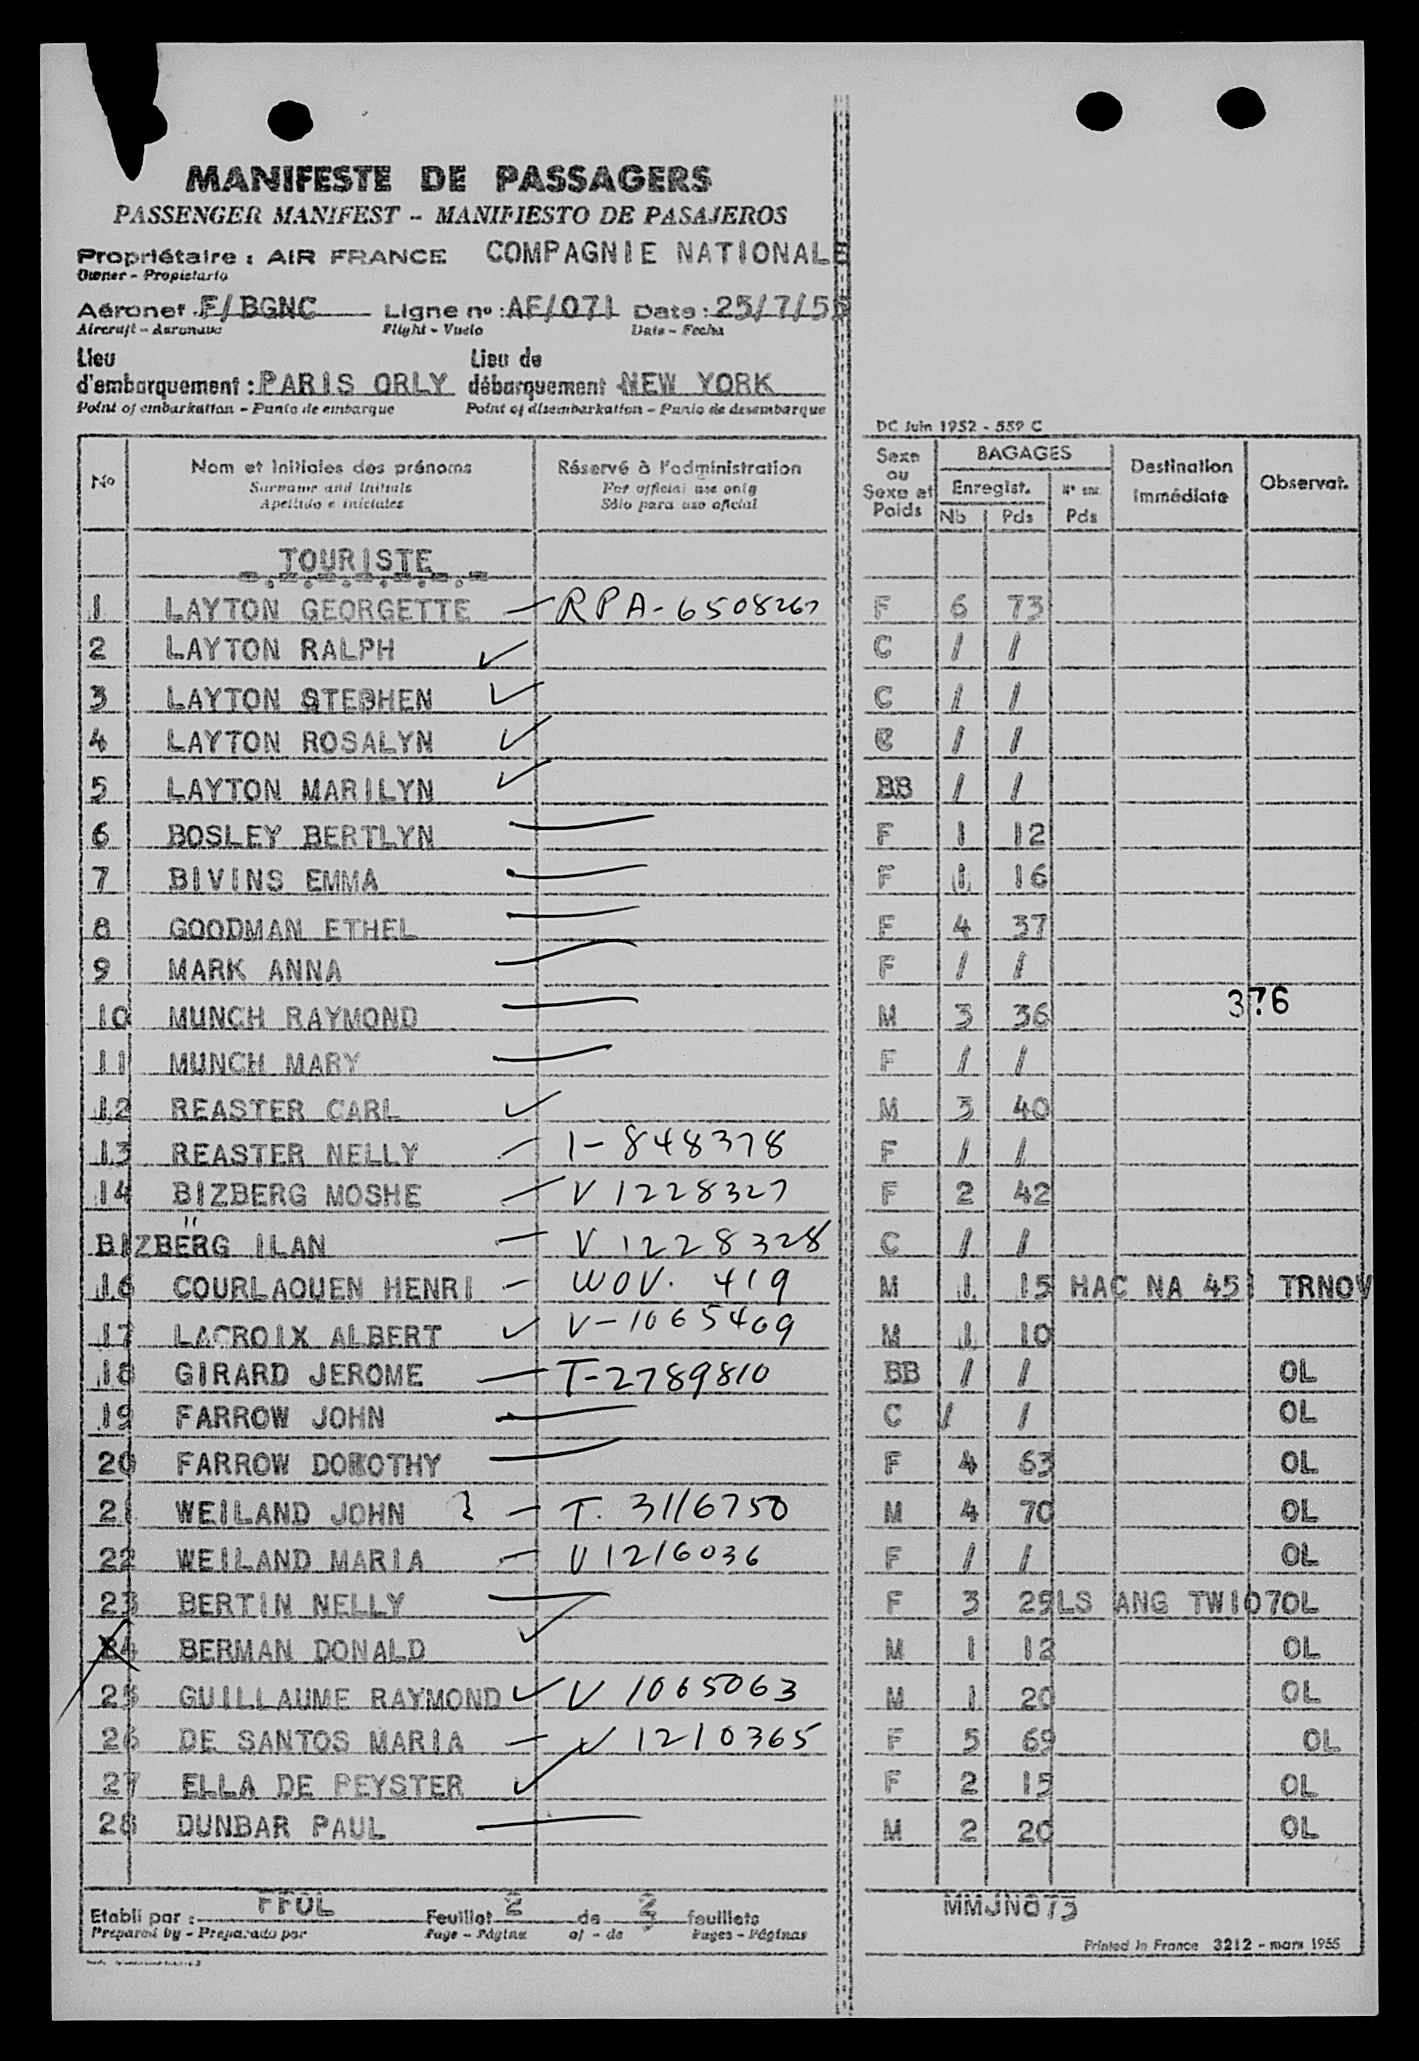 MANIFESTE DE PASSAGERS
PASSENGER MANIFEST - MANIFIESTO DE PASAJEROS
Propriétaire : AIR FRANCE COMPAGNIE NATIONALE
Owner - Propietario
Aéronef F/BGNC Ligne nº : AF/071 Date : 25/7/55
Aircraft - Aeronave Flight - Vuelo Date - Fecha
Lieu Lieu de
d'embarquement : PARIS ORLY débarquement NEW YORK
Point of embarkation - Punto de embarque Point of disembarkation - Punto de desembarque
DC Juin 1952 - 559 C
Nº Nom et Initiales des prénoms Réservé à l'administration Sexe ou Sexe et Poids BAGAGES Destination immédiate Observat.
Surname and initials For official use only Enregist. Nº enr.
Apellido e iniciales Sólo para uso oficial Nb Pds Pds
TOURISTE
1 LAYTON GEORGETTE RPA-6508267 F 6 73
2 LAYTON RALPH C / /
3 LAYTON STEPHEN C / /
4 LAYTON ROSALYN C / /
5 LAYTON MARILYN BB / /
6 BOSLEY BERTLYN F 1 12
7 BIVINS EMMA F 1 16
8 GOODMAN ETHEL F 4 37
9 MARK ANNA F / /
10 MUNCH RAYMOND M 3 36 376
11 MUNCH MARY F / /
12 REASTER CARL M 3 40
13 REASTER NELLY 1-848378 F / /
14 BIZBERG MOSHE V 1228327 F 2 42
BIZBERG ILAN V 1228328 C / /
16 COURLAOUEN HENRI WOV. 419 M 1 15 HAC NA 451 TRNOV
17 LACROIX ALBERT V-1065409 M 1 10
18 GIRARD JEROME T-2789810 BB / / OL
19 FARROW JOHN C / / OL
20 FARROW DOROTHY F 4 63 OL
21 WEILAND JOHN T. 3116750 M 4 70 OL
22 WEILAND MARIA V1216036 F / / OL
23 BERTIN NELLY F 3 29 LS ANG TW107 OL
24 BERMAN DONALD M 1 12 OL
25 GUILLAUME RAYMOND V 1065063 M 1 20 OL
26 DE SANTOS MARIA V 1210365 F 5 69 OL
27 ELLA DE PEYSTER F 2 15 OL
28 DUNBAR PAUL M 2 20 OL
Etabli par : FFOL Feuillet 2 de 3 feuillets MMJN073
Prepared by - Preparado por Page - Página of - de Pages - Páginas
Printed in France 3212 - mars 1955